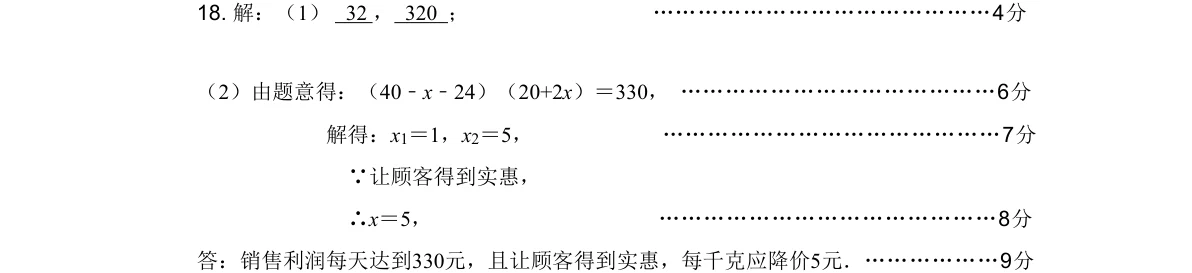 18. 解：（1） 32 ， 320 ； ………………………………………4分
（2）由题意得：（40﹣x﹣24）（20+2x）＝330， ……………………………………6分
解得：x₁＝1，x₂＝5， ………………………………………7分
∵让顾客得到实惠，
∴x＝5， ………………………………………8分
答：销售利润每天达到330元，且让顾客得到实惠，每千克应降价5元．………………9分